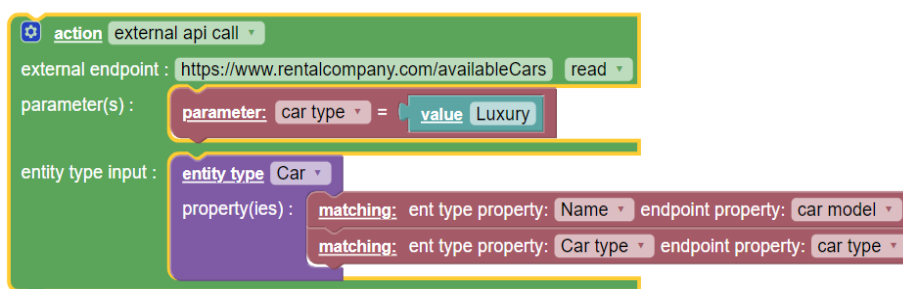 action external api call
external endpoint : https://www.rentalcompany.com/availableCars read
parameter(s) : parameter: car type = value Luxury
entity type input : entity type Car
property(ies) : matching: ent type property: Name endpoint property: car model
matching: ent type property: Car type endpoint property: car type